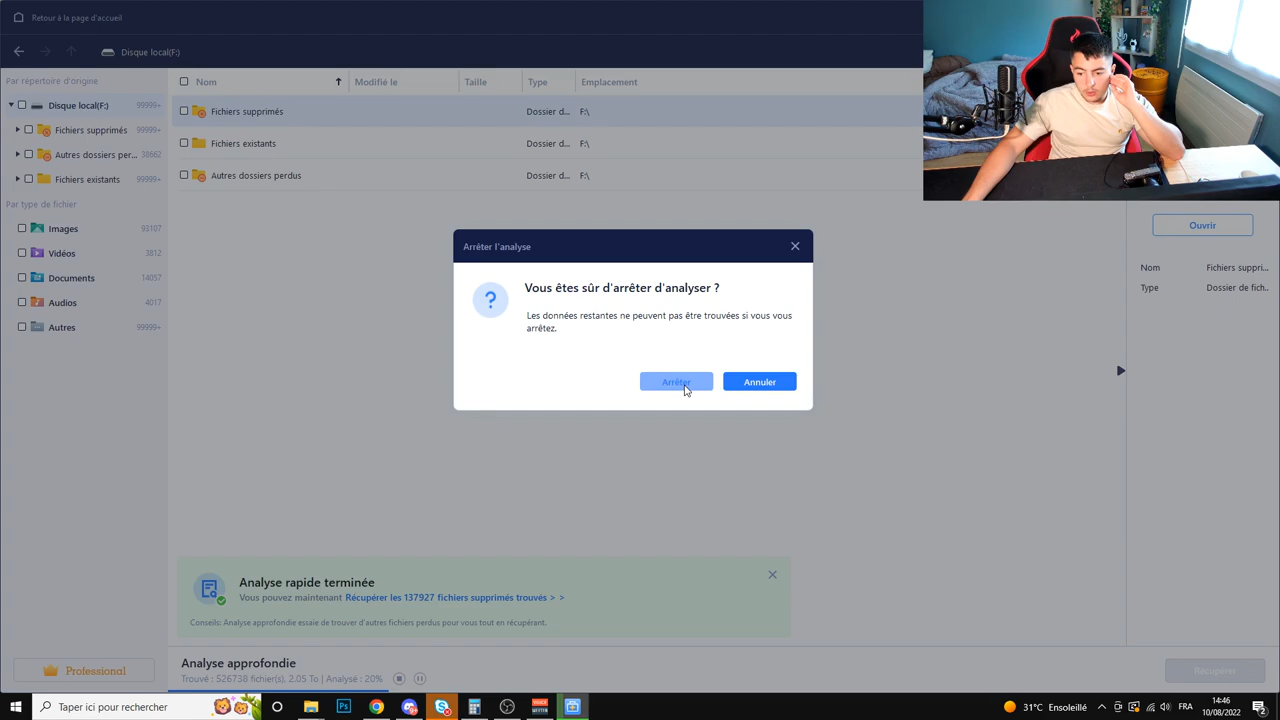 Retour à la page d'accueil
Disque local(F:)
Par répertoire d'origine
Nom
Modifié le
Taille
Type
Emplacement
Disque local(F:) 99999+
Fichiers supprimés 99999+
Autres dossiers per... 38662
Fichiers existants 99999+
Par type de fichier
Images 93107
Vidéos 3812
Documents 14057
Audios 4017
Autres 99999+
Fichiers supprimés Dossier d... F:\
Fichiers existants Dossier d... F:\
Autres dossiers perdus Dossier d... F:\
Arrêter l'analyse
?
Vous êtes sûr d'arrêter d'analyser ?
Les données restantes ne peuvent pas être trouvées si vous vous
arrêtez.
Arrêter
Annuler
Ouvrir
Nom Fichiers suppri...
Type Dossier de fich..
Analyse rapide terminée
Vous pouvez maintenant Récupérer les 137927 fichiers supprimés trouvés > >
Conseils: Analyse approfondie essaie de trouver d'autres fichiers perdus pour vous tout en récupérant.
Professional
Analyse approfondie
Trouvé : 526738 fichier(s), 2.05 To | Analysé : 20%
Récupérer
Taper ici pour rechercher
Ps
31°C Ensoleillé
FRA
14:46
10/08/2022
2